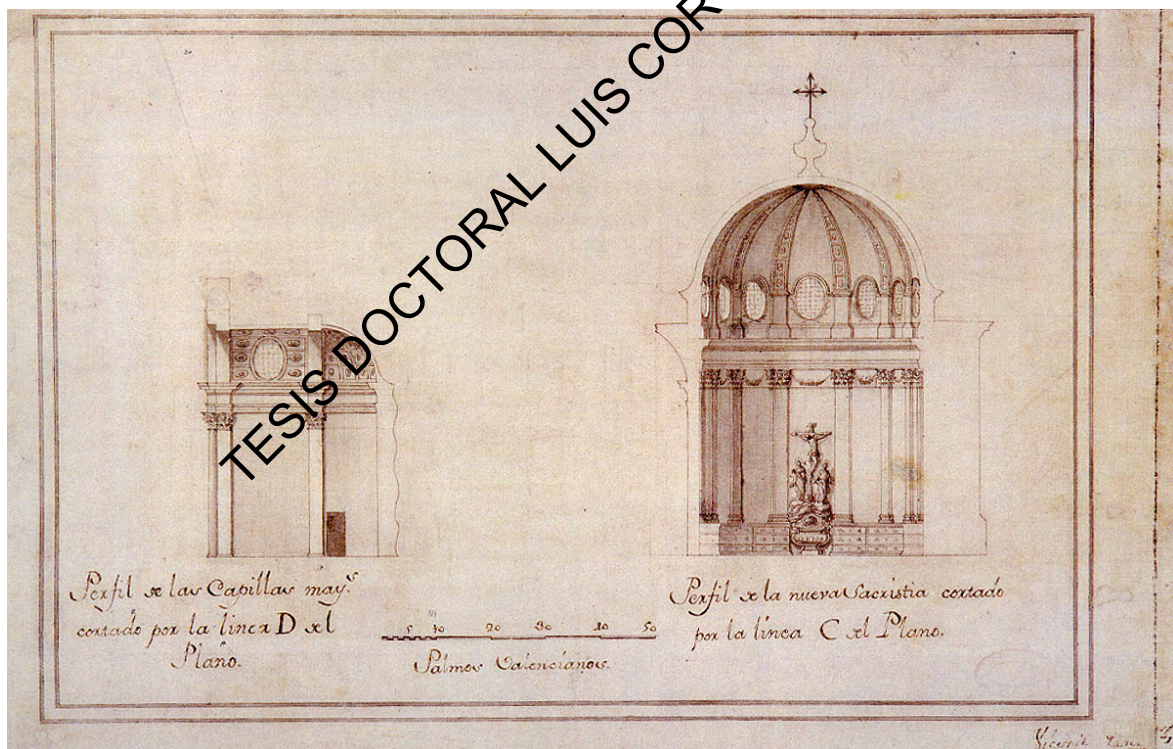 TESIS DOCTORAL LUIS COR
Perfil de las Capillas may.s
cortado por la linea D del
Plano.
5 10 20 30 40 50
Palmos Valencianos.
Perfil de la nueva Sacristia cortado
por la linea C del Plano.